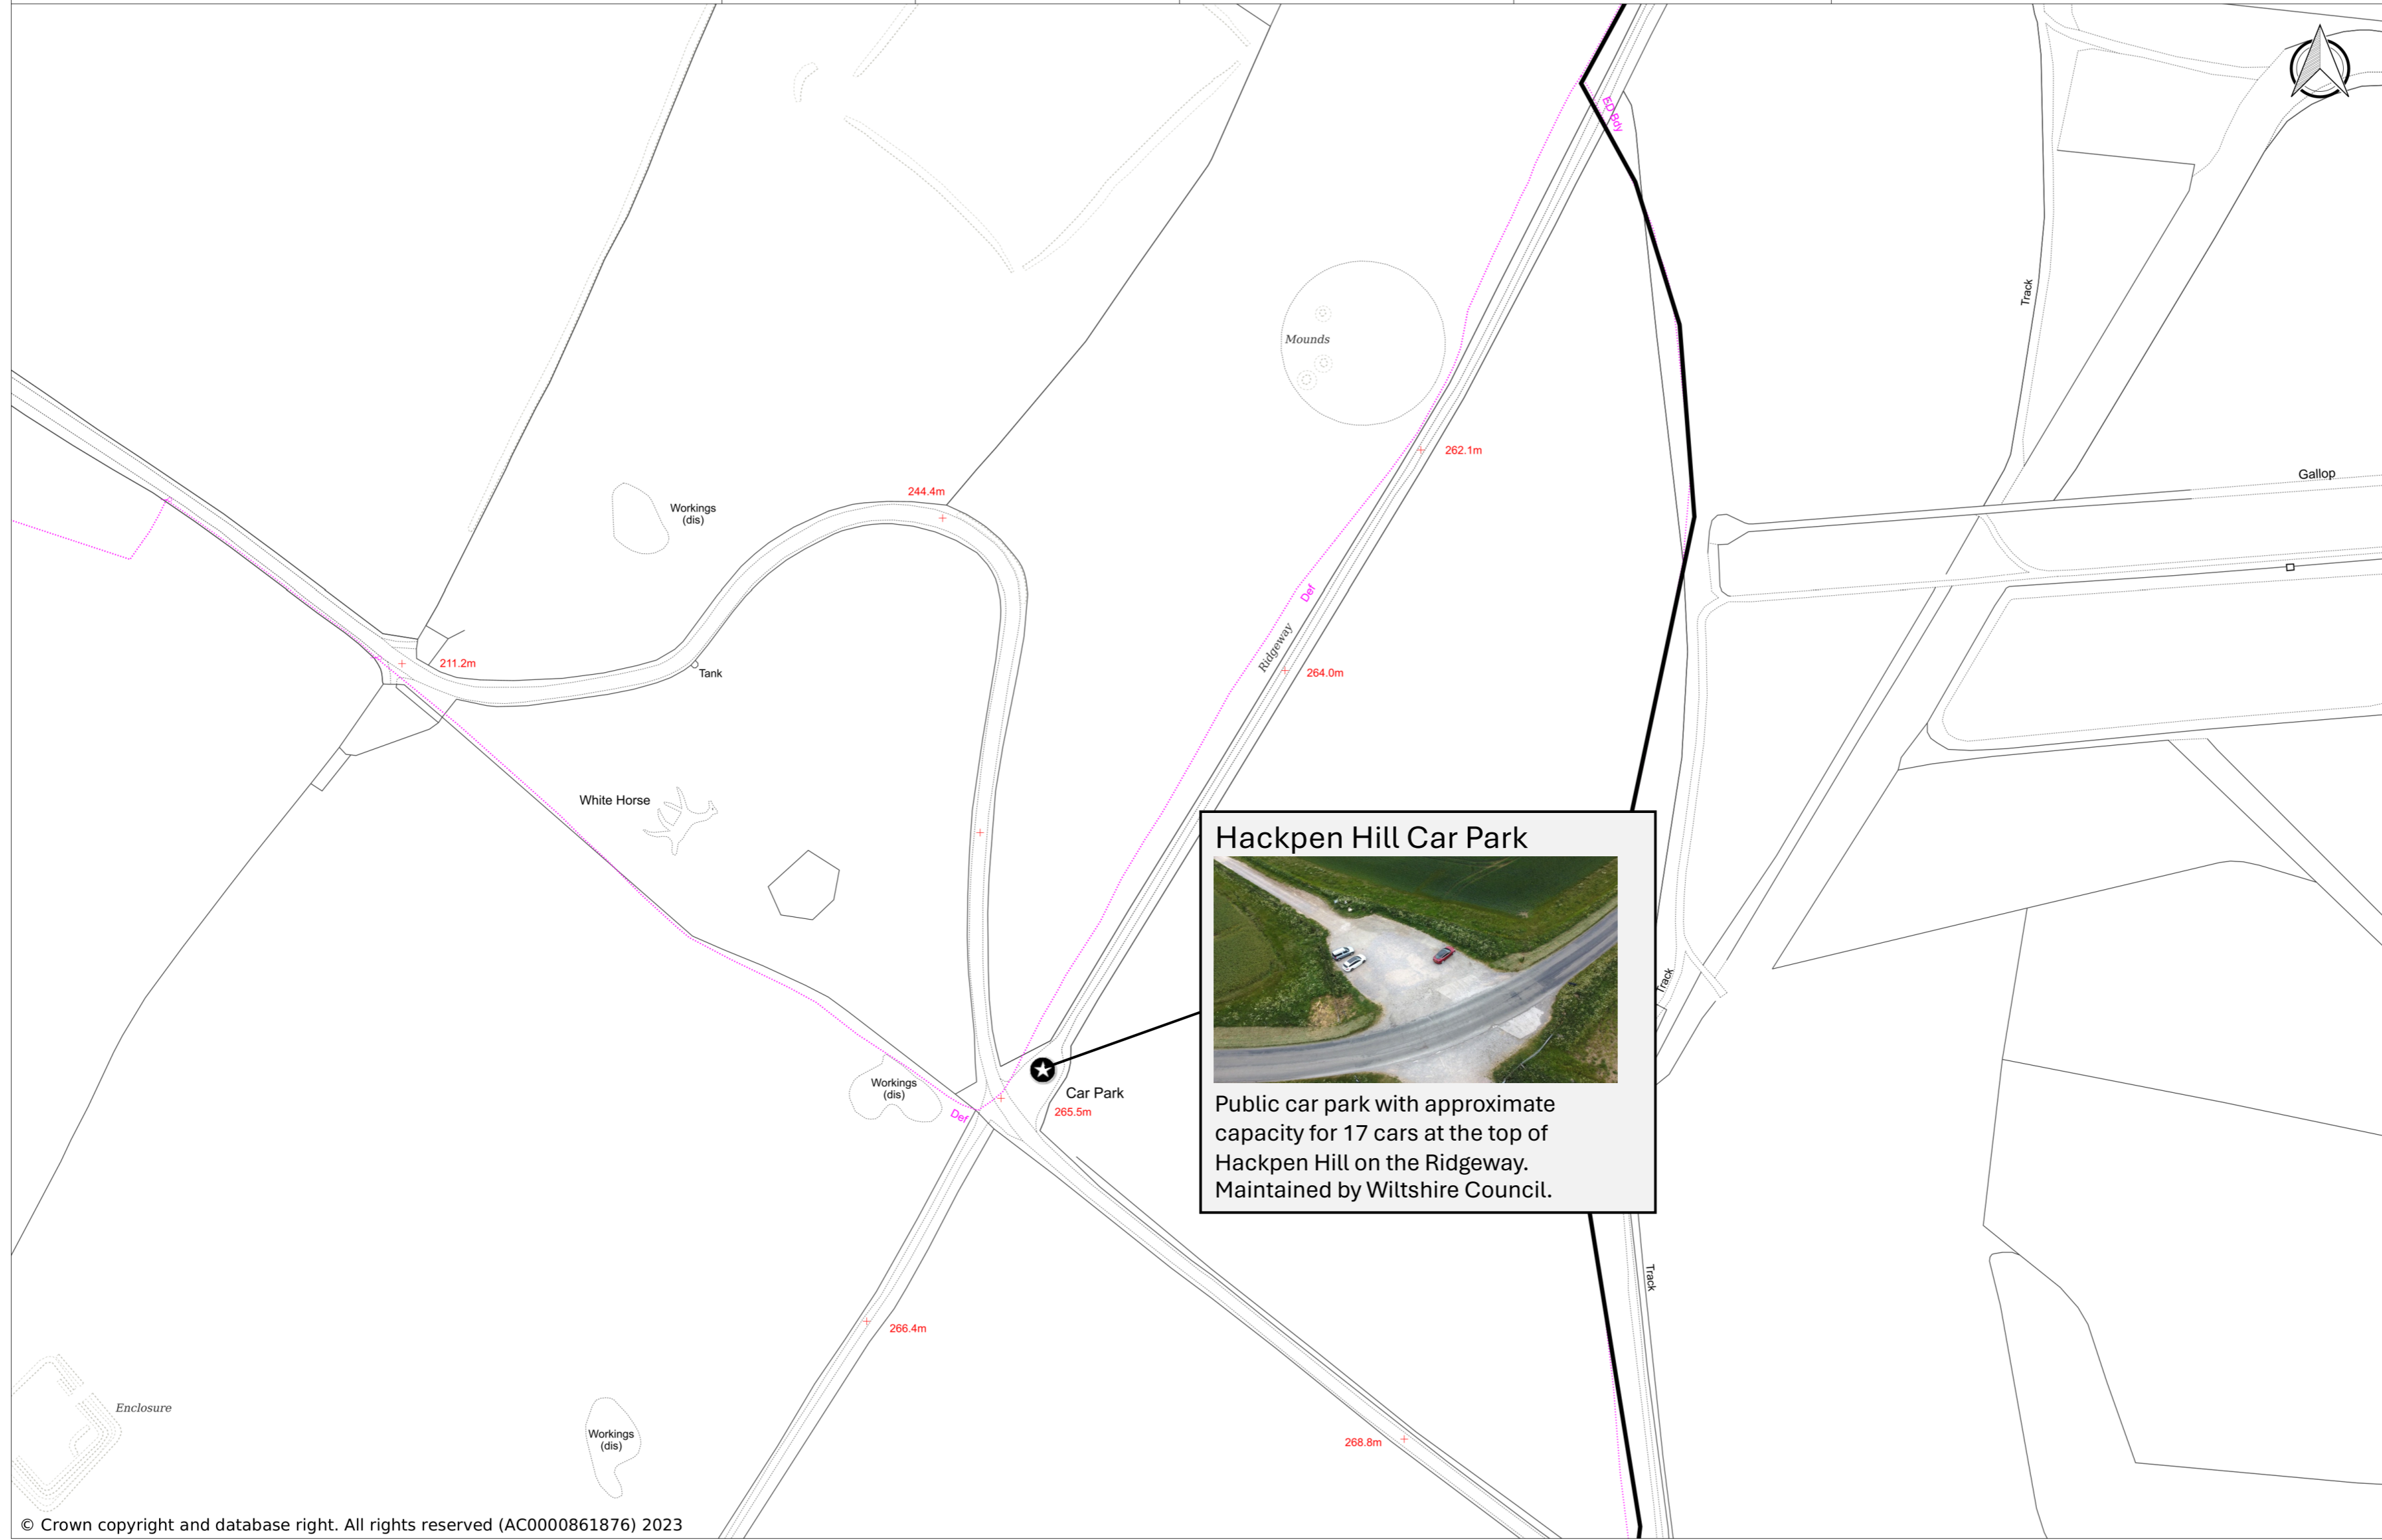 ED Bdy
Track
Mounds
262.1m
Gallop
244.4m
Workings
(dis)
Def
Ridgeway
211.2m
Tank
264.0m
White Horse
Hackpen Hill Car Park
Public car park with approximate
capacity for 17 cars at the top of
Hackpen Hill on the Ridgeway.
Maintained by Wiltshire Council.
Track
Workings
(dis)
Def
Car Park
265.5m
Track
266.4m
Enclosure
Workings
(dis)
268.8m
© Crown copyright and database right. All rights reserved (AC0000861876) 2023